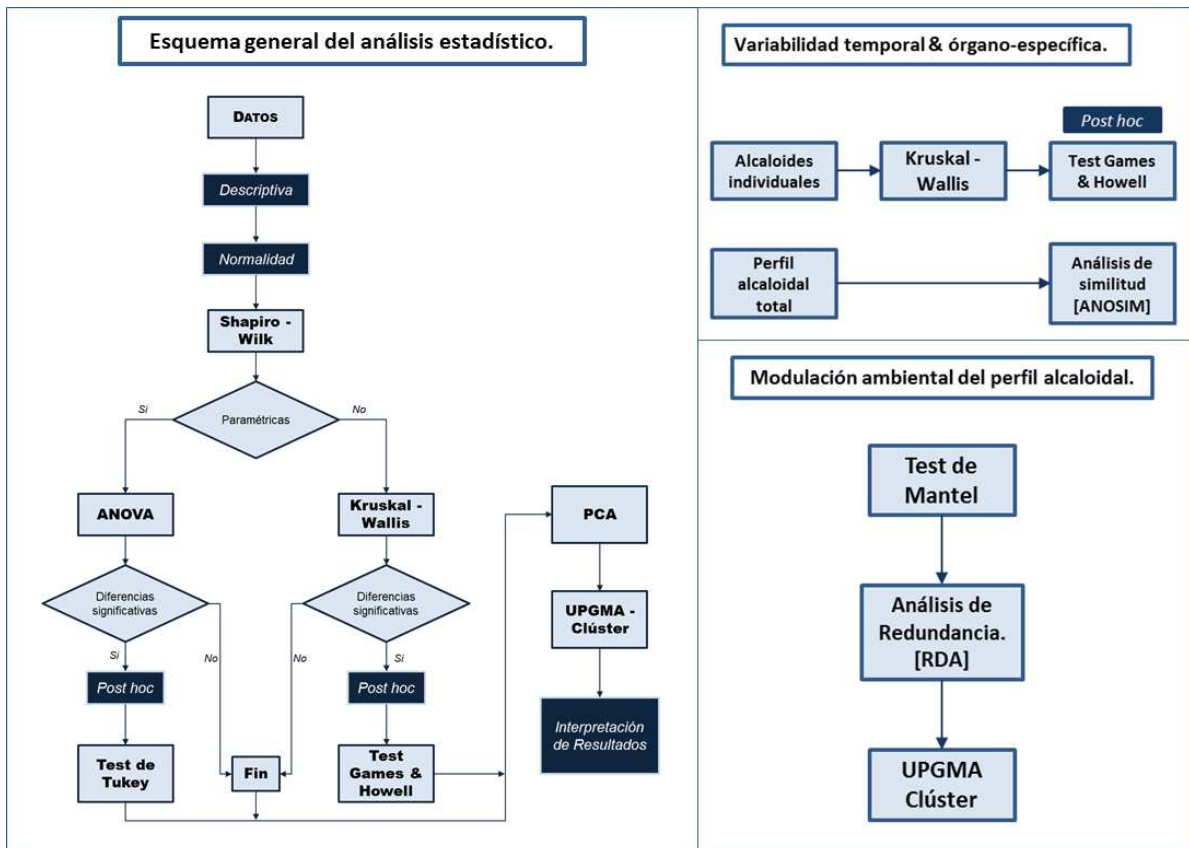 Esquema general del análisis estadístico.
DATOS
Descriptiva
Normalidad
Shapiro -
Wilk
Si
Paramétricas
No
ANOVA
Kruskal -
Wallis
Diferencias
significativas
Diferencias
significativas
Si
No
No
Si
Post hoc
Post hoc
Test de
Tukey
Fin
Test
Games &
Howell
PCA
UPGMA -
Clúster
Interpretación
de Resultados
Variabilidad temporal & órgano-específica.
Post hoc
Alcaloides
individuales
Kruskal -
Wallis
Test Games
& Howell
Perfil
alcaloidal
total
Análisis de
similitud
[ANOSIM]
Modulación ambiental del perfil alcaloidal.
Test de
Mantel
Análisis de
Redundancia.
[RDA]
UPGMA
Clúster